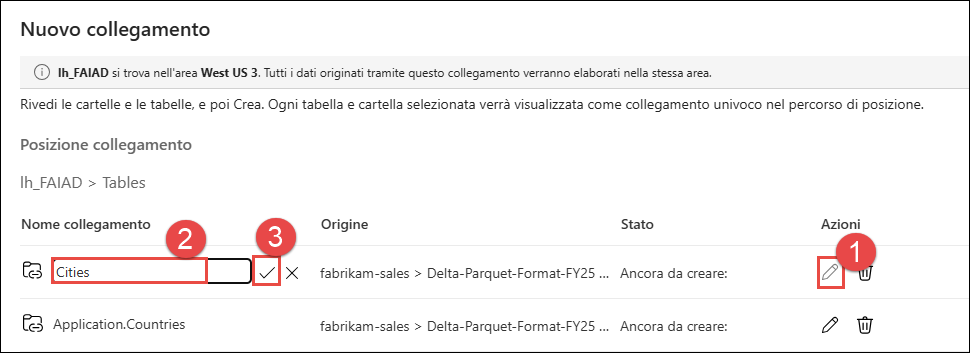 Nuovo collegamento
lh_FAIAD si trova nell'area West US 3. Tutti i dati originati tramite questo collegamento verranno elaborati nella stessa area.
Rivedi le cartelle e le tabelle, e poi Crea. Ogni tabella e cartella selezionata verrà visualizzata come collegamento univoco nel percorso di posizione.
Posizione collegamento
lh_FAIAD > Tables
Nome collegamento Origine Stato Azioni
2 3 1
Cities fabrikam-sales > Delta-Parquet-Format-FY25 ... Ancora da creare:
Application.Countries fabrikam-sales > Delta-Parquet-Format-FY25 ... Ancora da creare: